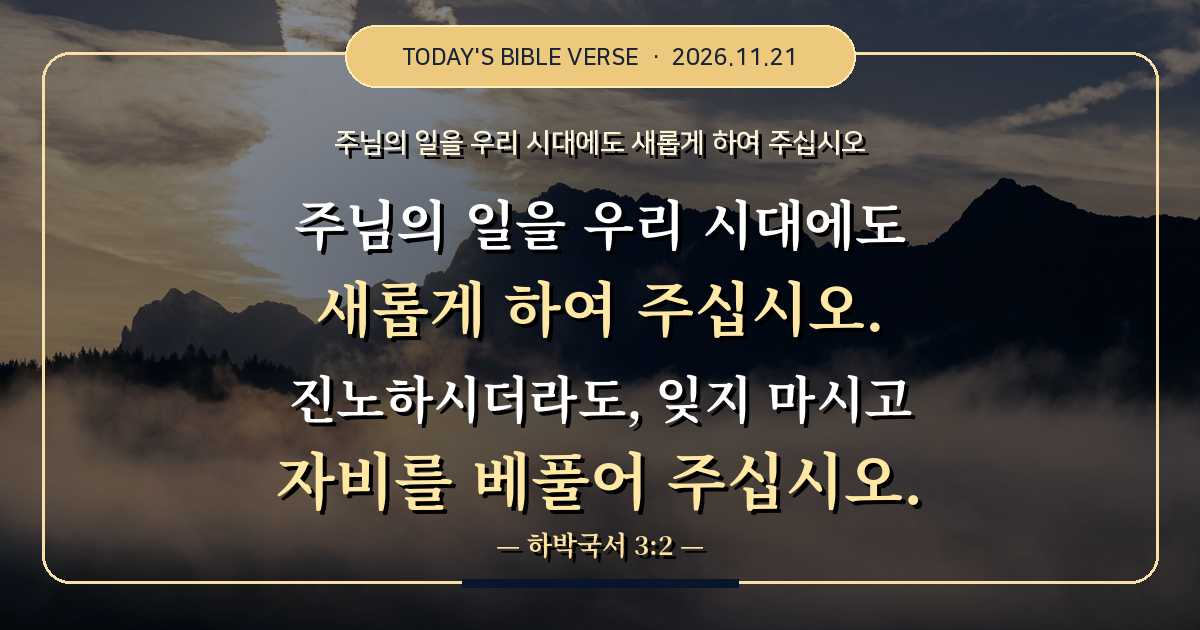 TODAY'S BIBLE VERSE · 2026.11.21
주님의 일을 우리 시대에도 새롭게 하여 주십시오
주님의 일을 우리 시대에도
새롭게 하여 주십시오.
진노하시더라도, 잊지 마시고
자비를 베풀어 주십시오.
— 하박국서 3:2 —